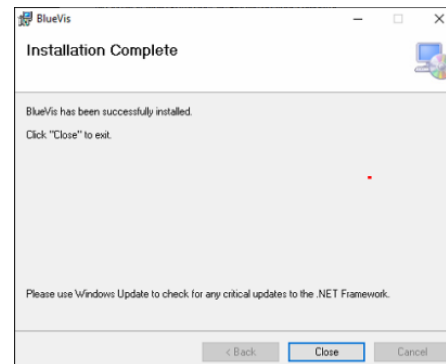 BlueVis
Installation Complete
BlueVis has been successfully installed.
Click "Close" to exit.
Please use Windows Update to check for any critical updates to the .NET Framework.
< Back Close Cancel